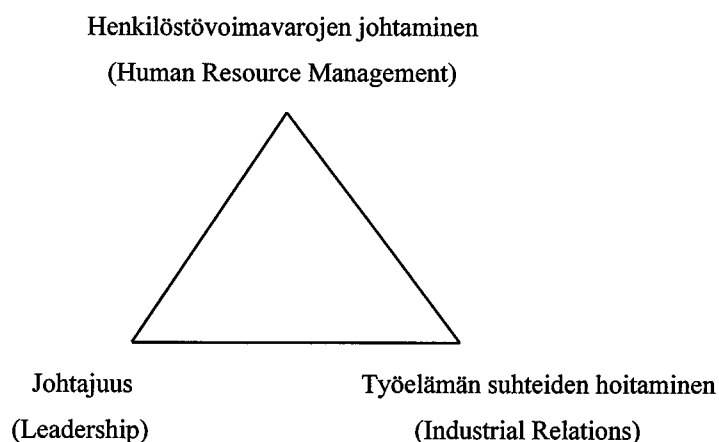 Henkilöstövoimavarojen johtaminen
(Human Resource Management)
Johtajuus
(Leadership)
Työelämän suhteiden hoitaminen
(Industrial Relations)